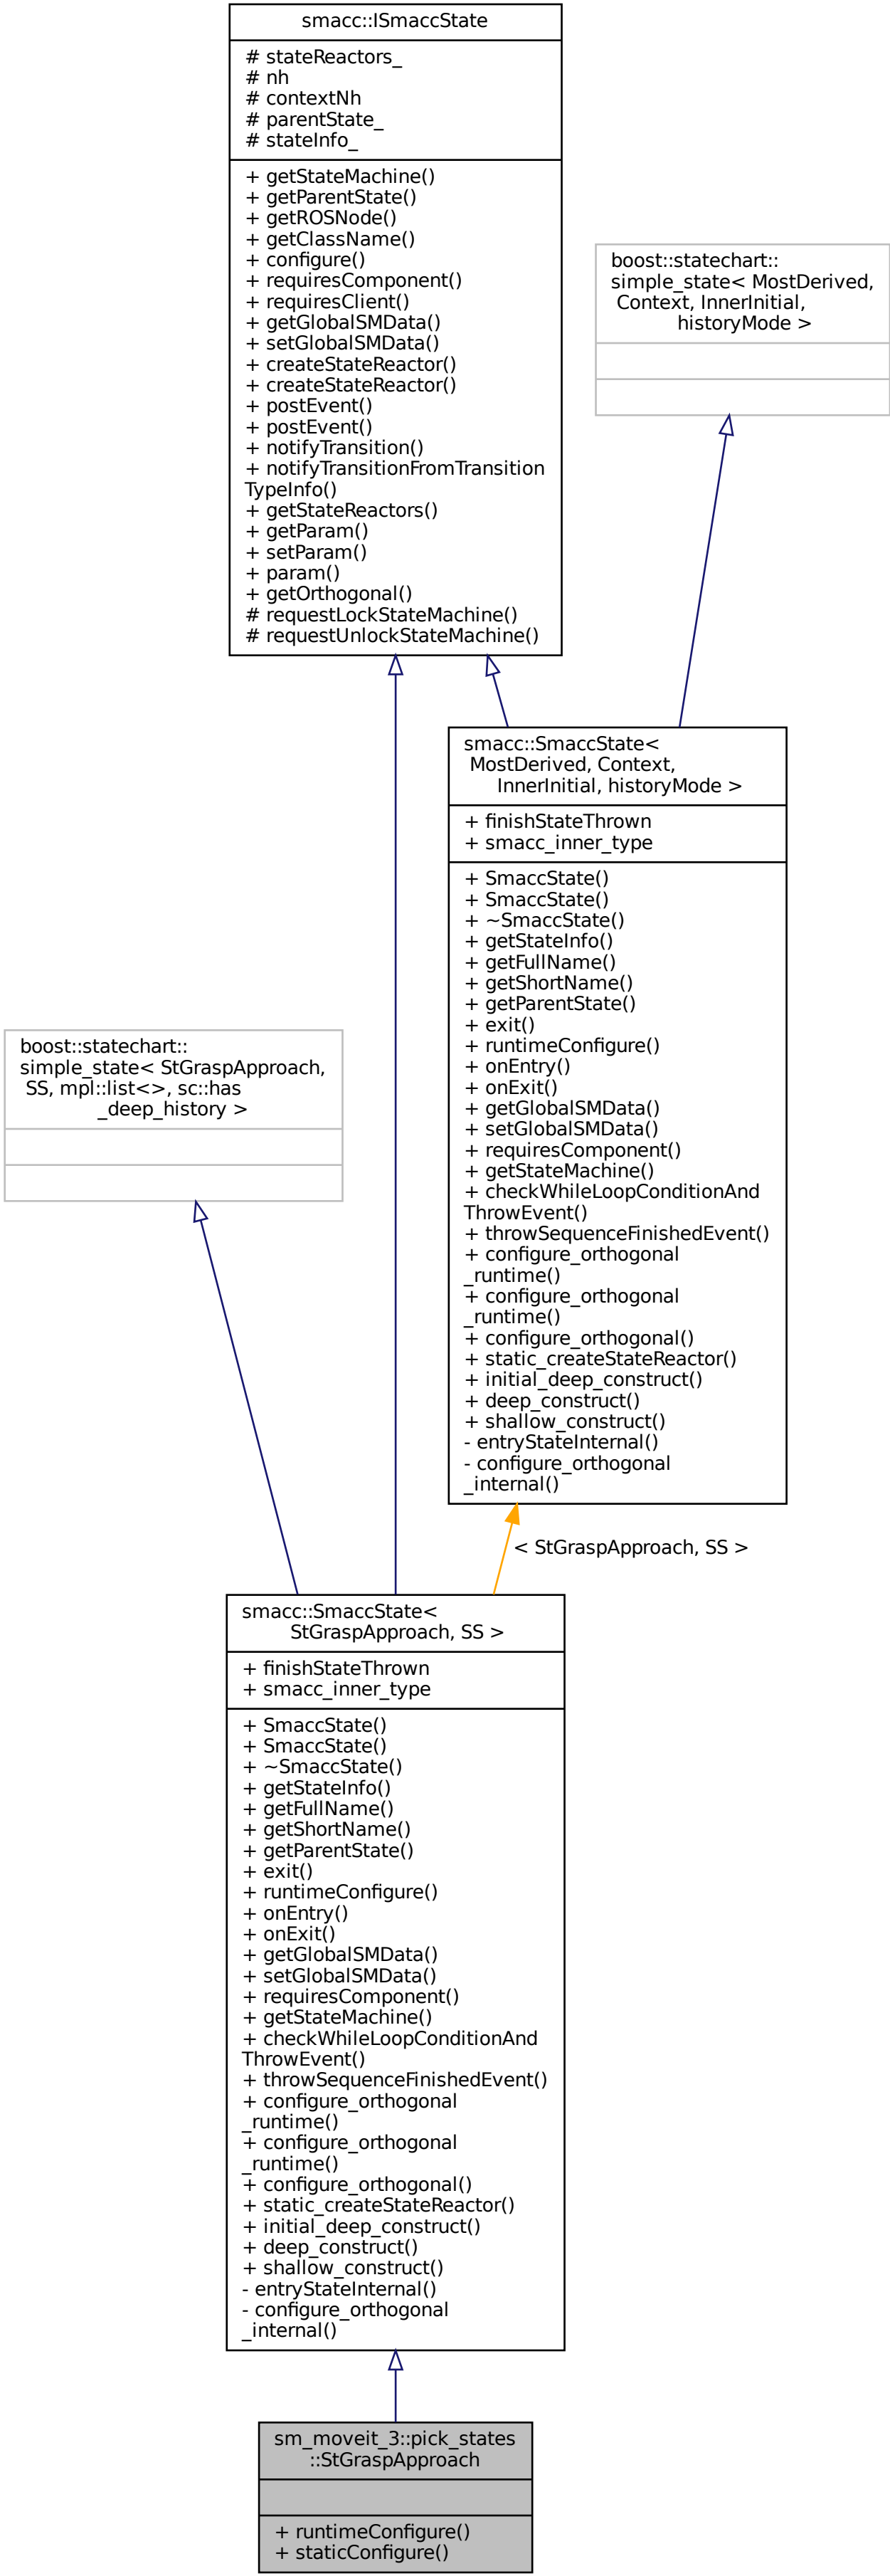 smacc::ISmaccState
# stateReactors_
# nh
# contextNh
# parentState_
# stateInfo_
+ getStateMachine()
+ getParentState()
+ getROSNode()
+ getClassName()
+ configure()
+ requiresComponent()
+ requiresClient()
+ getGlobalSMData()
+ setGlobalSMData()
+ createStateReactor()
+ createStateReactor()
+ postEvent()
+ postEvent()
+ notifyTransition()
+ notifyTransitionFromTransition
TypeInfo()
+ getStateReactors()
+ getParam()
+ setParam()
+ param()
+ getOrthogonal()
# requestLockStateMachine()
# requestUnlockStateMachine()
boost::statechart::
simple_state< MostDerived,
Context, InnerInitial,
historyMode >
smacc::SmaccState<
MostDerived, Context,
InnerInitial, historyMode >
+ finishStateThrown
+ smacc_inner_type
+ SmaccState()
+ SmaccState()
+ ~SmaccState()
+ getStateInfo()
+ getFullName()
+ getShortName()
+ getParentState()
+ exit()
+ runtimeConfigure()
+ onEntry()
+ onExit()
+ getGlobalSMData()
+ setGlobalSMData()
+ requiresComponent()
+ getStateMachine()
+ checkWhileLoopConditionAnd
ThrowEvent()
+ throwSequenceFinishedEvent()
+ configure_orthogonal
_runtime()
+ configure_orthogonal
_runtime()
+ configure_orthogonal()
+ static_createStateReactor()
+ initial_deep_construct()
+ deep_construct()
+ shallow_construct()
- entryStateInternal()
- configure_orthogonal
_internal()
boost::statechart::
simple_state< StGraspApproach,
SS, mpl::list<>, sc::has
_deep_history >
< StGraspApproach, SS >
smacc::SmaccState<
StGraspApproach, SS >
+ finishStateThrown
+ smacc_inner_type
+ SmaccState()
+ SmaccState()
+ ~SmaccState()
+ getStateInfo()
+ getFullName()
+ getShortName()
+ getParentState()
+ exit()
+ runtimeConfigure()
+ onEntry()
+ onExit()
+ getGlobalSMData()
+ setGlobalSMData()
+ requiresComponent()
+ getStateMachine()
+ checkWhileLoopConditionAnd
ThrowEvent()
+ throwSequenceFinishedEvent()
+ configure_orthogonal
_runtime()
+ configure_orthogonal
_runtime()
+ configure_orthogonal()
+ static_createStateReactor()
+ initial_deep_construct()
+ deep_construct()
+ shallow_construct()
- entryStateInternal()
- configure_orthogonal
_internal()
sm_moveit_3::pick_states
::StGraspApproach
+ runtimeConfigure()
+ staticConfigure()